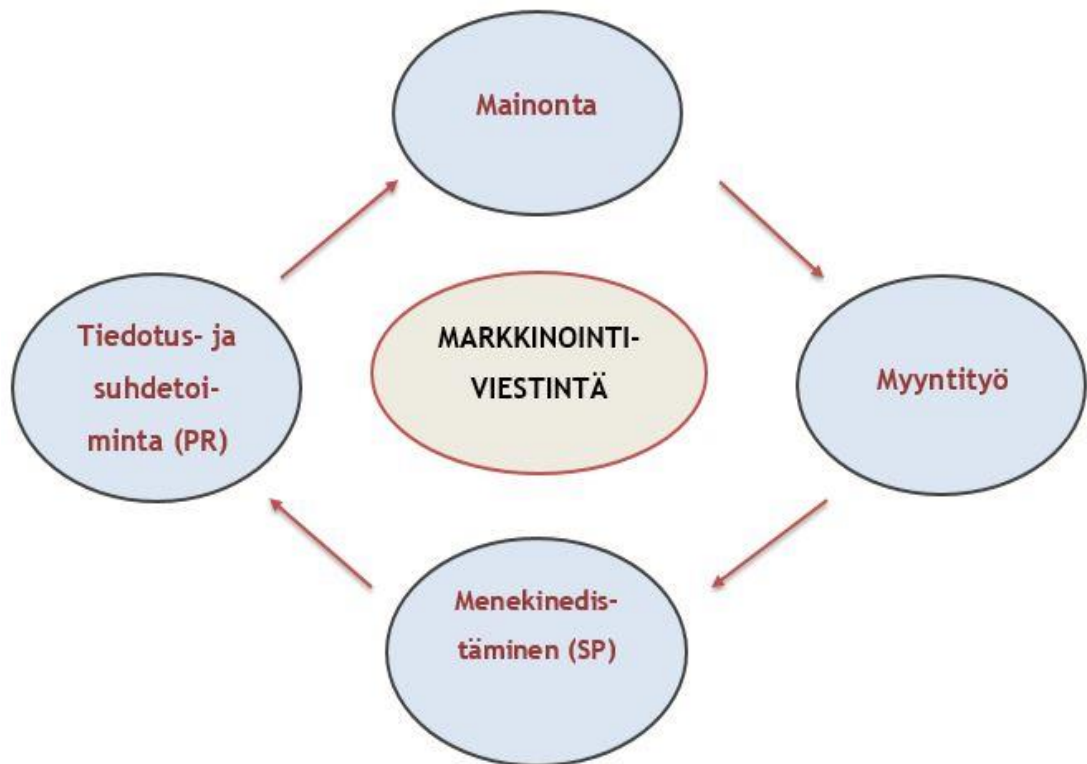 Mainonta
Tiedotus- ja
suhdetoi-
minta (PR)
MARKKINOINTI-
VIESTINTÄ
Myyntityö
Menekinedis-
täminen (SP)